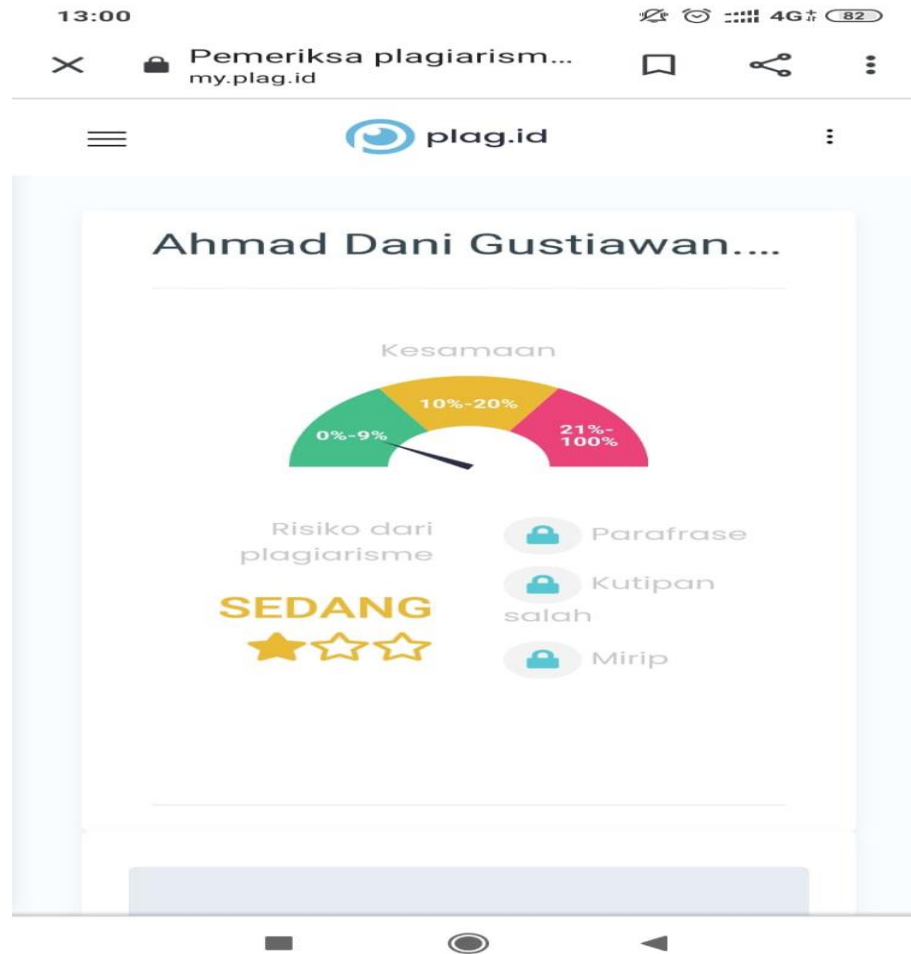 13:00
4G
82
Pemeriksa plagiarism...
my.plag.id
plag.id
Ahmad Dani Gustiawan....
Kesamaan
0%-9%
10%-20%
21%-
100%
Risiko dari
plagiarisme
SEDANG
Parafrase
Kutipan
salah
Mirip